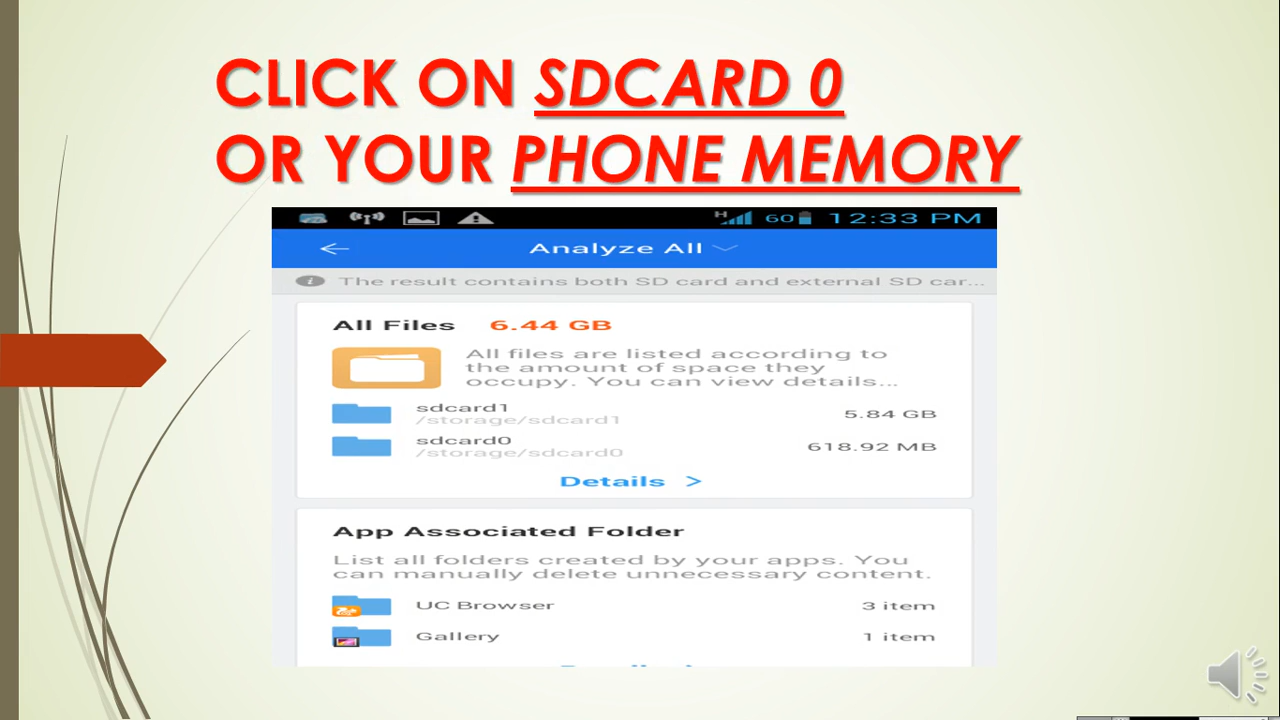 CLICK ON SDCARD 0
OR YOUR PHONE MEMORY
H 60 12:33 PM
Analyze All
The result contains both SD card and external SD car...
All Files 6.44 GB
All files are listed according to
the amount of space they
occupy. You can view details...
sdcard1
/storage/sdcard1
5.84 GB
sdcard0
/storage/sdcard0
618.92 MB
Details >
App Associated Folder
List all folders created by your apps. You
can manually delete unnecessary content.
UC Browser 3 item
Gallery 1 item